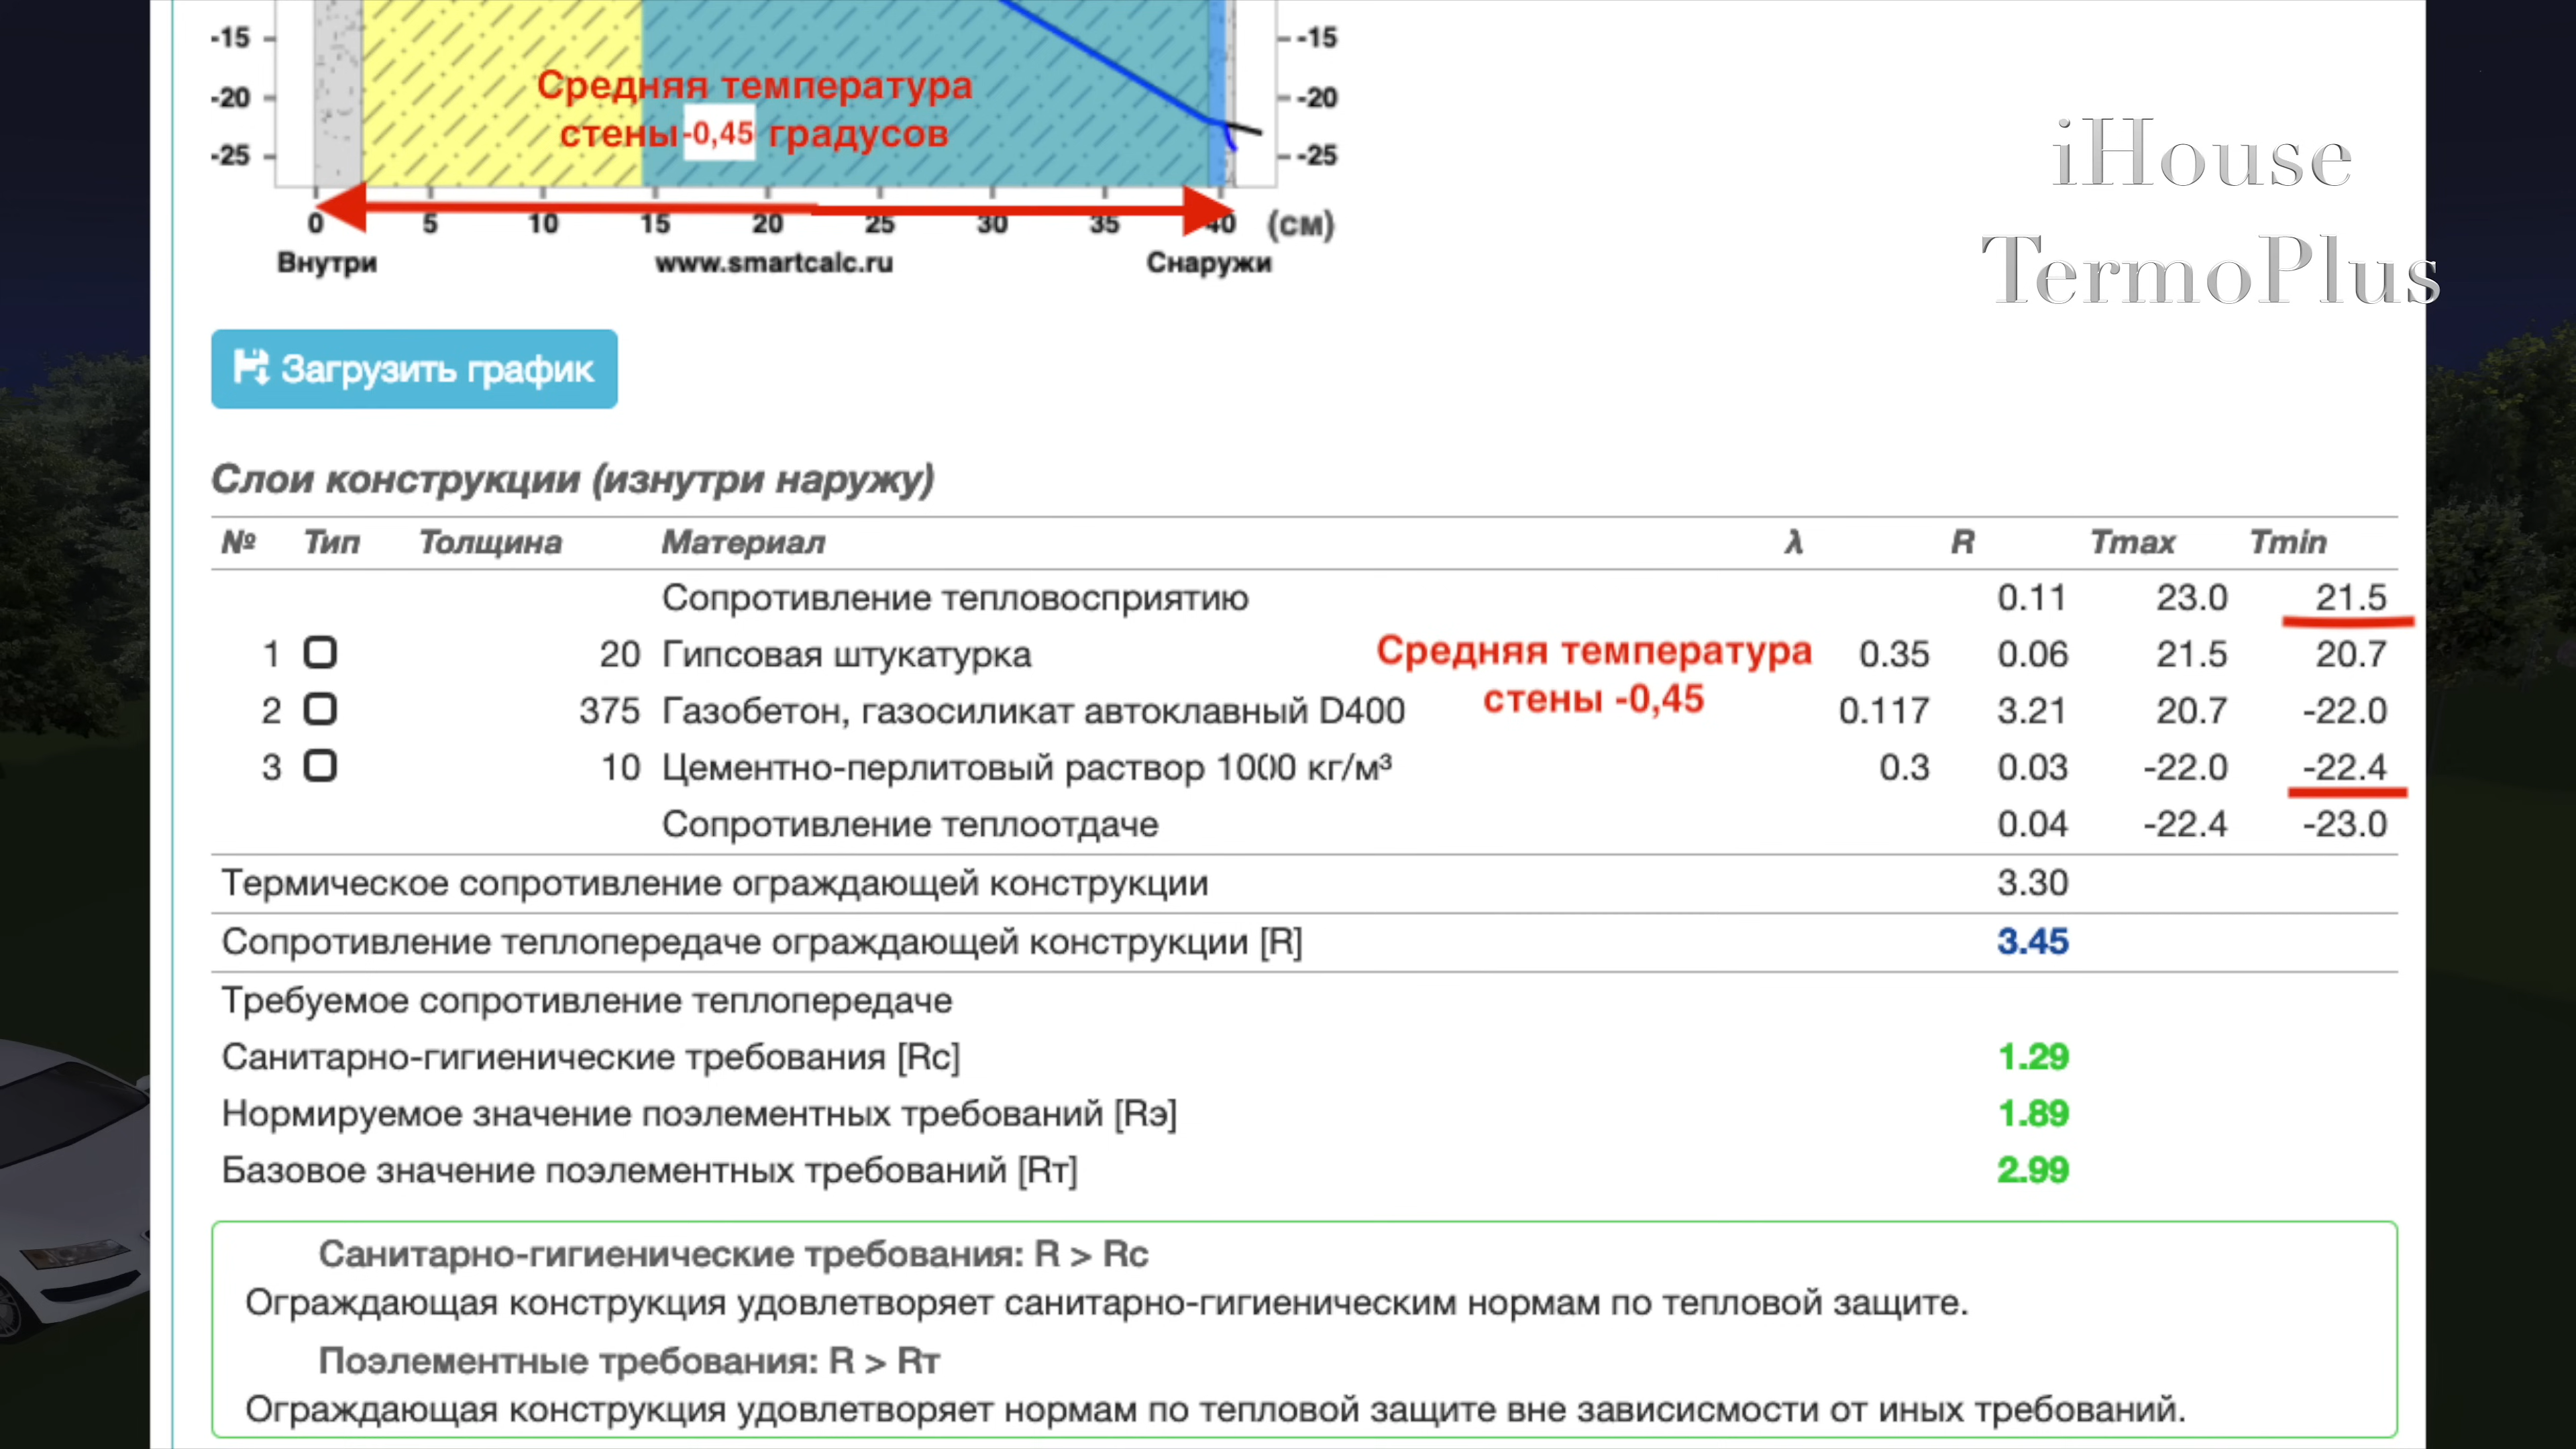 -15
-15
Средняя температура
-20
-20
стены -0,45 градусов
-25
-25
0 5 10 15 20 25 30 35 40 (см)
Внутри www.smartcalc.ru Снаружи
iHouse
TermoPlus
Загрузить график
Слои конструкции (изнутри наружу)
№ Тип Толщина Материал λ R Tmax Tmin
Сопротивление тепловосприятию 0.11 23.0 21.5
1 20 Гипсовая штукатурка 0.35 0.06 21.5 20.7
Средняя температура
стены -0,45
2 375 Газобетон, газосиликат автоклавный D400 0.117 3.21 20.7 -22.0
3 10 Цементно-перлитовый раствор 1000 кг/м³ 0.3 0.03 -22.0 -22.4
Сопротивление теплоотдаче 0.04 -22.4 -23.0
Термическое сопротивление ограждающей конструкции 3.30
Сопротивление теплопередаче ограждающей конструкции [R] 3.45
Требуемое сопротивление теплопередаче
Санитарно-гигиенические требования [Rс] 1.29
Нормируемое значение поэлементных требований [Rэ] 1.89
Базовое значение поэлементных требований [Rт] 2.99
Санитарно-гигиенические требования: R > Rс
Ограждающая конструкция удовлетворяет санитарно-гигиеническим нормам по тепловой защите.
Поэлементные требования: R > Rт
Ограждающая конструкция удовлетворяет нормам по тепловой защите вне зависисмости от иных требований.